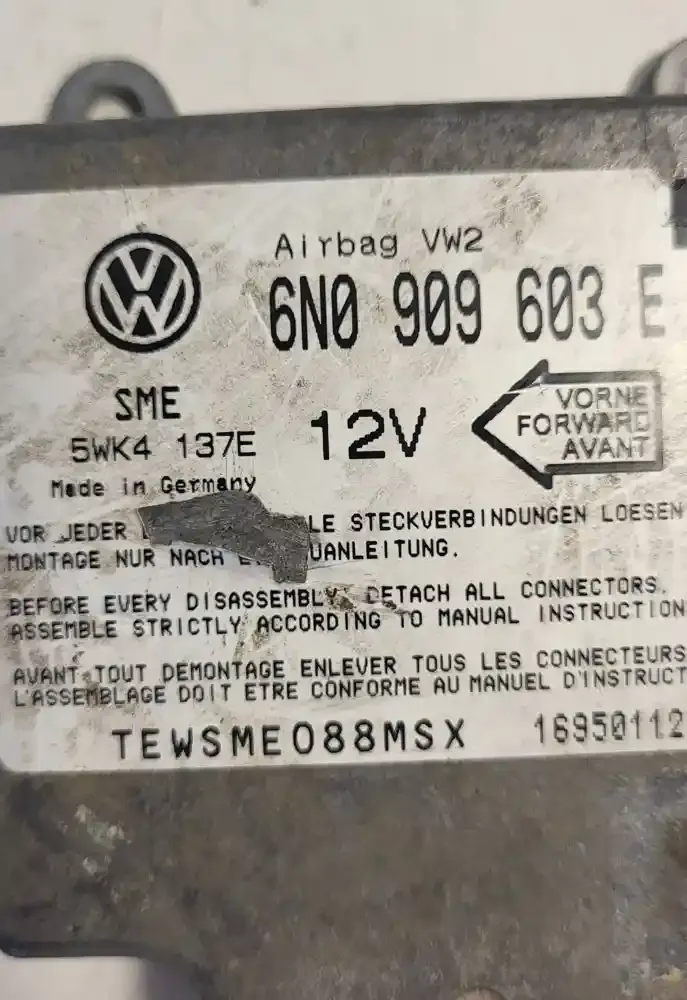 Airbag VW2
6N0 909 603 E
SME
5WK4 137E
12V
VORNE
FORWARD
AVANT
Made in Germany
VOR JEDER LE STECKVERBINDUNGEN LOESEN
MONTAGE NUR NACH UANLEITUNG.
BEFORE EVERY DISASSEMBLY DETACH ALL CONNECTORS.
ASSEMBLE STRICTLY ACCORDING TO MANUAL INSTRUCTION
AVANT TOUT DEMONTAGE ENLEVER TOUS LES CONNECTEURS
L'ASSEMBLAGE DOIT ETRE CONFORME AU MANUEL D'INSTRUCT
TEWSME088MSX 16950112